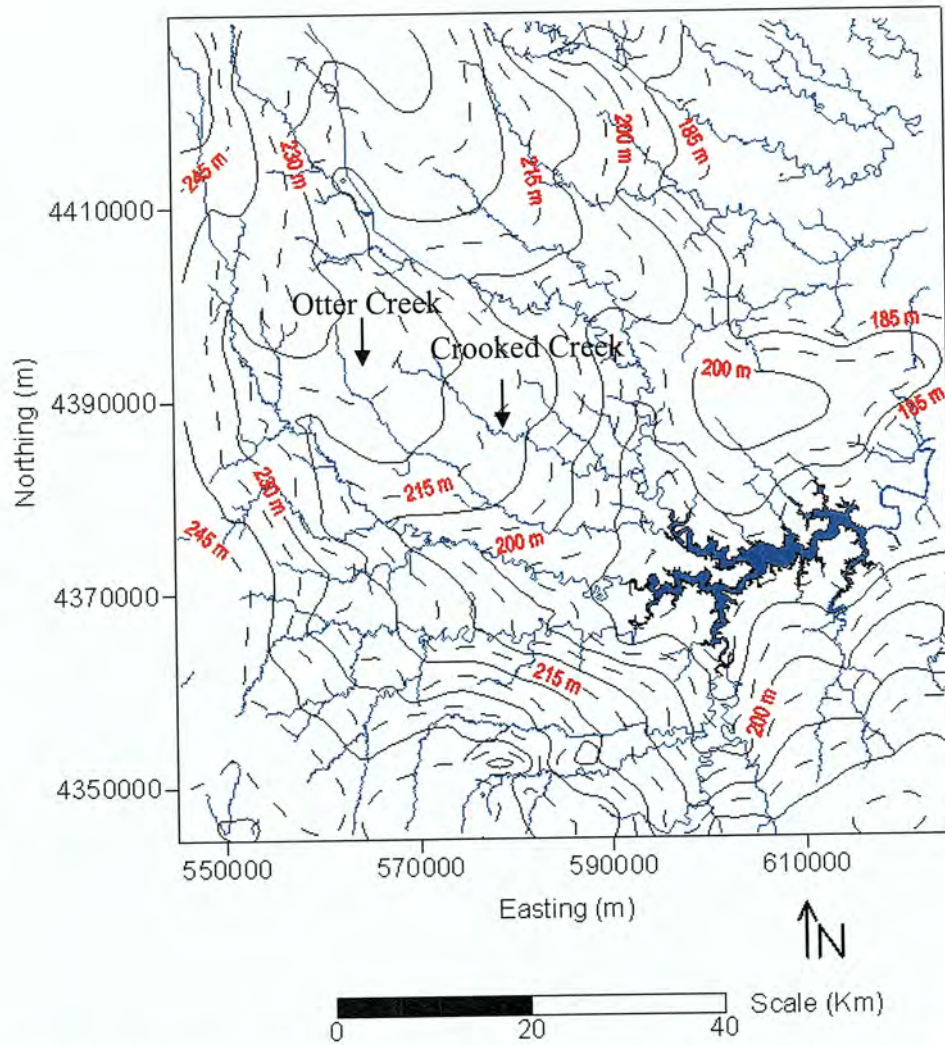 245 m
230 m
215 m
200 m
185 m
4410000
Otter Creek
Crooked Creek
185 m
200 m
4390000
185 m
Northing (m)
230 m
215 m
245 m
200 m
4370000
215 m
200 m
4350000
550000
570000
590000
610000
Easting (m)
N
Scale (Km)
0
20
40